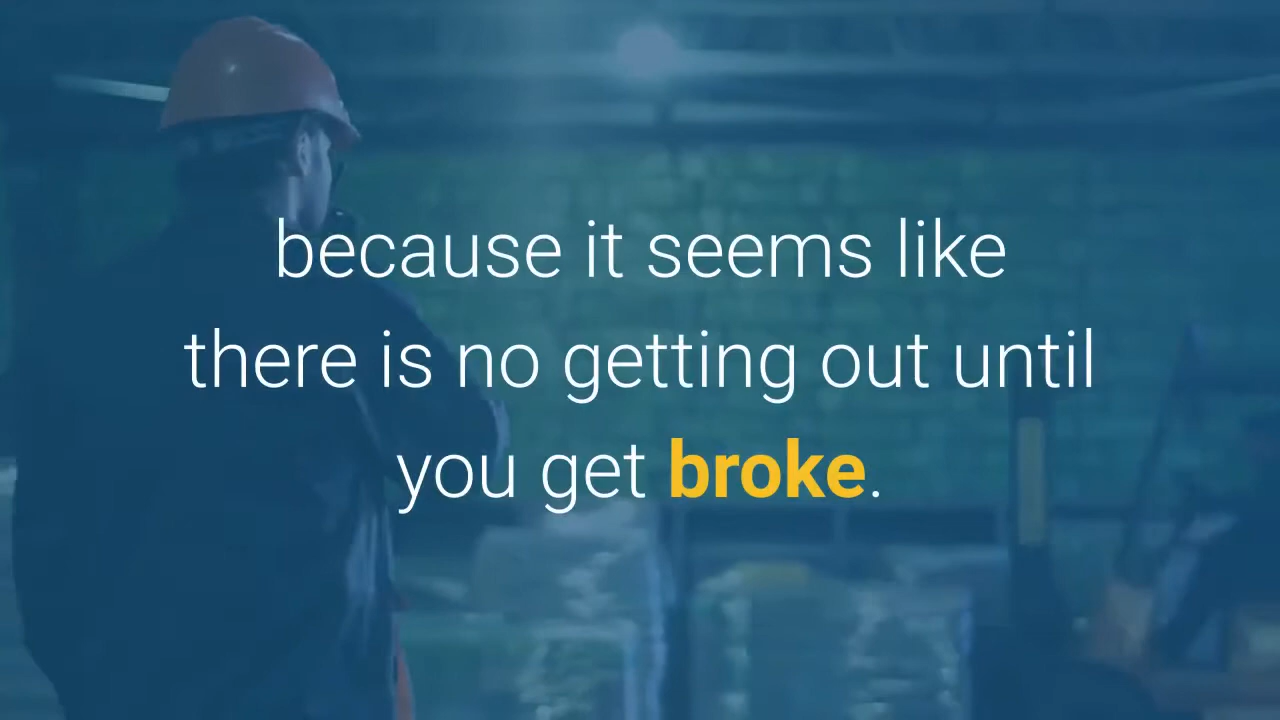 because it seems like
there is no getting out until
you get broke.